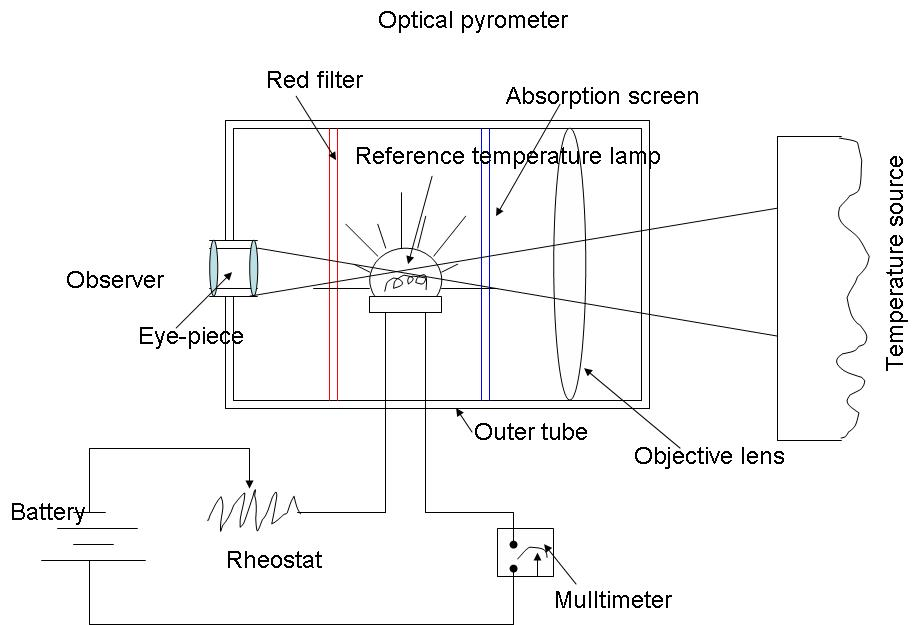 Optical pyrometer
Red filter
Absorption screen
Reference temperature lamp
Temperature source
Observer
Eye-piece
Outer tube
Objective lens
Battery
Rheostat
Mulltimeter